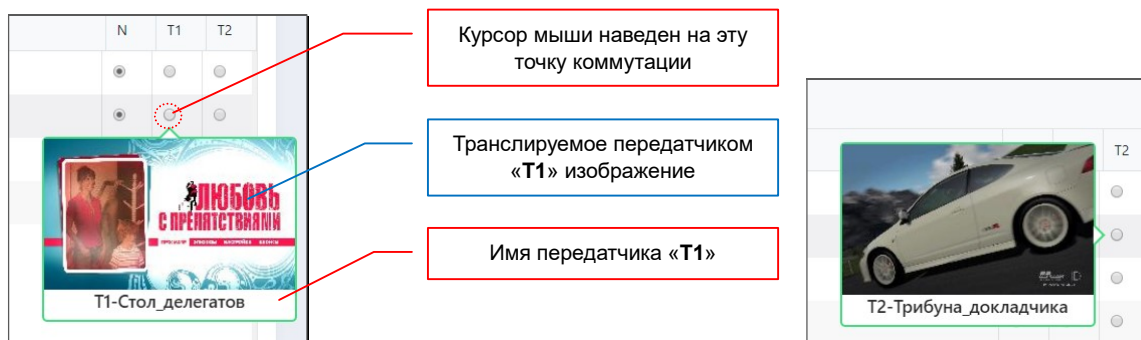 N T1 T2
Курсор мыши наведен на эту
точку коммутации
Транслируемое передатчиком
«T1» изображение
Имя передатчика «T1»
ЛЮБОВЬ
С ПРЕПЯТСТВИЯМИ
T1-Стол_делегатов
T2
T2-Трибуна_докладчика